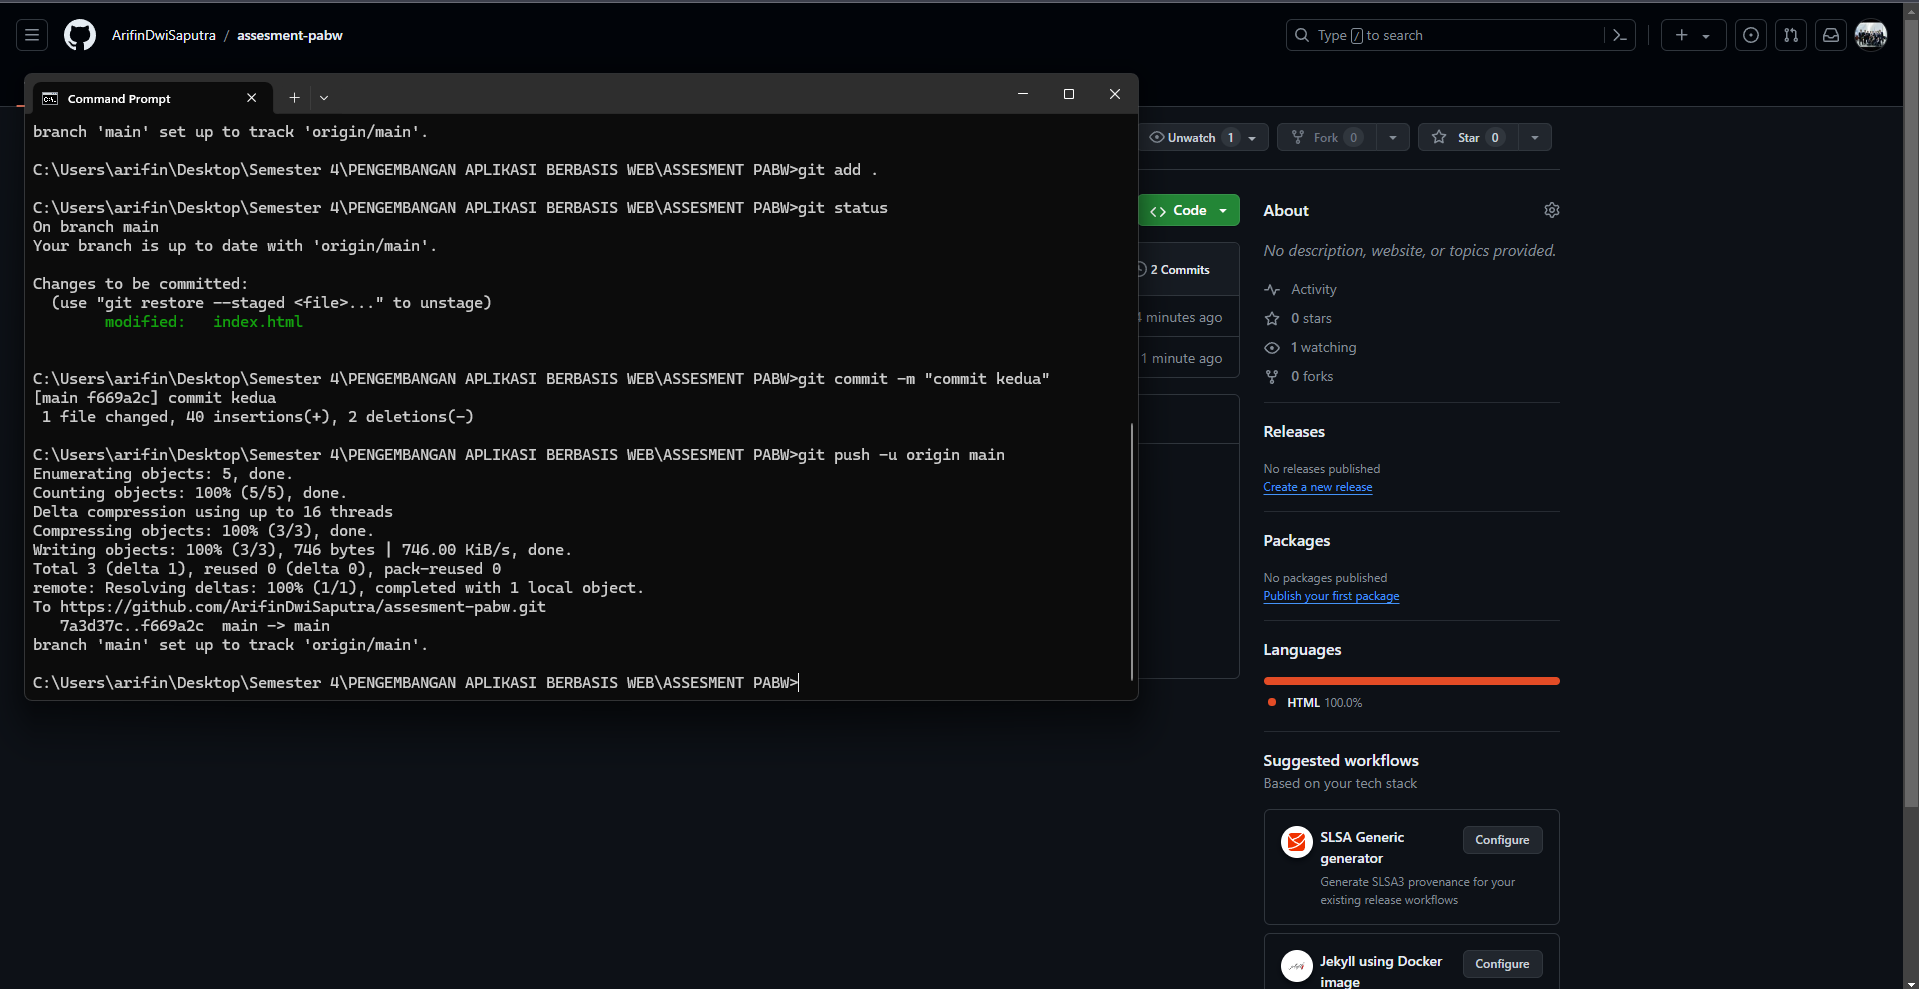 ArifinDwiSaputra / assesment-pabw
Type / to search
Command Prompt
branch 'main' set up to track 'origin/main'.
C:\Users\arifin\Desktop\Semester 4\PENGEMBANGAN APLIKASI BERBASIS WEB\ASSESMENT PABW>git add .
C:\Users\arifin\Desktop\Semester 4\PENGEMBANGAN APLIKASI BERBASIS WEB\ASSESMENT PABW>git status
On branch main
Your branch is up to date with 'origin/main'.
Changes to be committed:
(use "git restore --staged <file>..." to unstage)
modified: index.html
C:\Users\arifin\Desktop\Semester 4\PENGEMBANGAN APLIKASI BERBASIS WEB\ASSESMENT PABW>git commit -m "commit kedua"
[main f669a2c] commit kedua
1 file changed, 40 insertions(+), 2 deletions(-)
C:\Users\arifin\Desktop\Semester 4\PENGEMBANGAN APLIKASI BERBASIS WEB\ASSESMENT PABW>git push -u origin main
Enumerating objects: 5, done.
Counting objects: 100% (5/5), done.
Delta compression using up to 16 threads
Compressing objects: 100% (3/3), done.
Writing objects: 100% (3/3), 746 bytes | 746.00 KiB/s, done.
Total 3 (delta 1), reused 0 (delta 0), pack-reused 0
remote: Resolving deltas: 100% (1/1), completed with 1 local object.
To https://github.com/ArifinDwiSaputra/assesment-pabw.git
7a3d37c..f669a2c main -> main
branch 'main' set up to track 'origin/main'.
C:\Users\arifin\Desktop\Semester 4\PENGEMBANGAN APLIKASI BERBASIS WEB\ASSESMENT PABW>
Unwatch 1
Fork 0
Star 0
Code
2 Commits
minutes ago
1 minute ago
About
No description, website, or topics provided.
Activity
0 stars
1 watching
0 forks
Releases
No releases published
Create a new release
Packages
No packages published
Publish your first package
Languages
HTML 100.0%
Suggested workflows
Based on your tech stack
SLSA Generic
generator
Configure
Generate SLSA3 provenance for your
existing release workflows
Jekyll using Docker
image
Configure